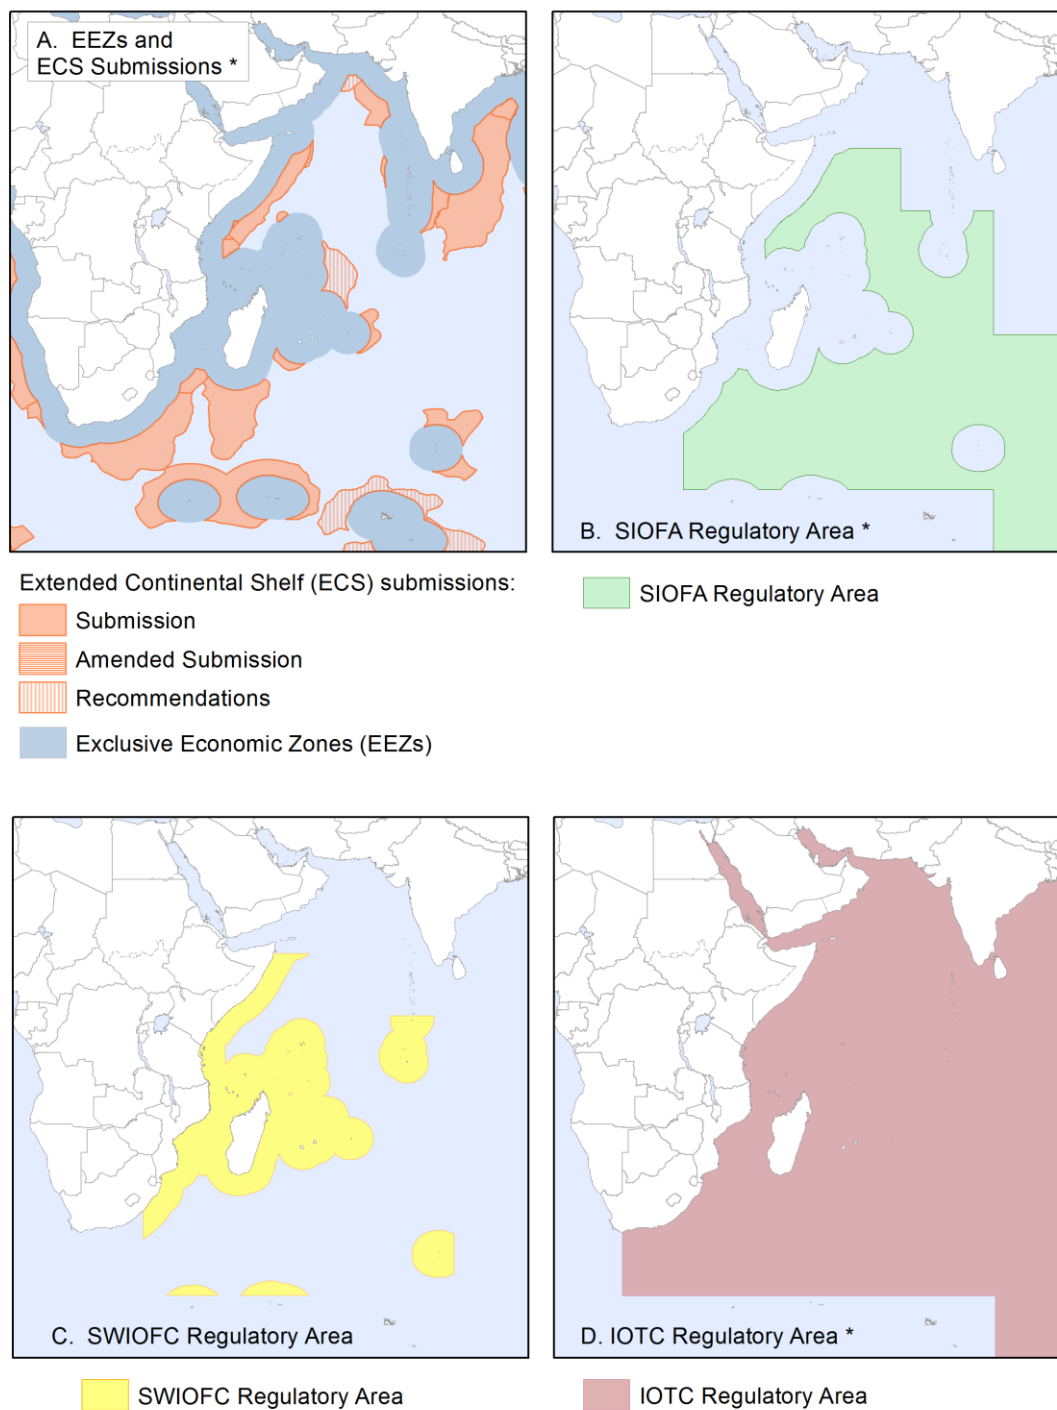 A. EEZs and
ECS Submissions *
B. SIOFA Regulatory Area *
Extended Continental Shelf (ECS) submissions:
Submission
Amended Submission
Recommendations
Exclusive Economic Zones (EEZs)
SIOFA Regulatory Area
C. SWIOFC Regulatory Area
D. IOTC Regulatory Area *
SWIOFC Regulatory Area
IOTC Regulatory Area